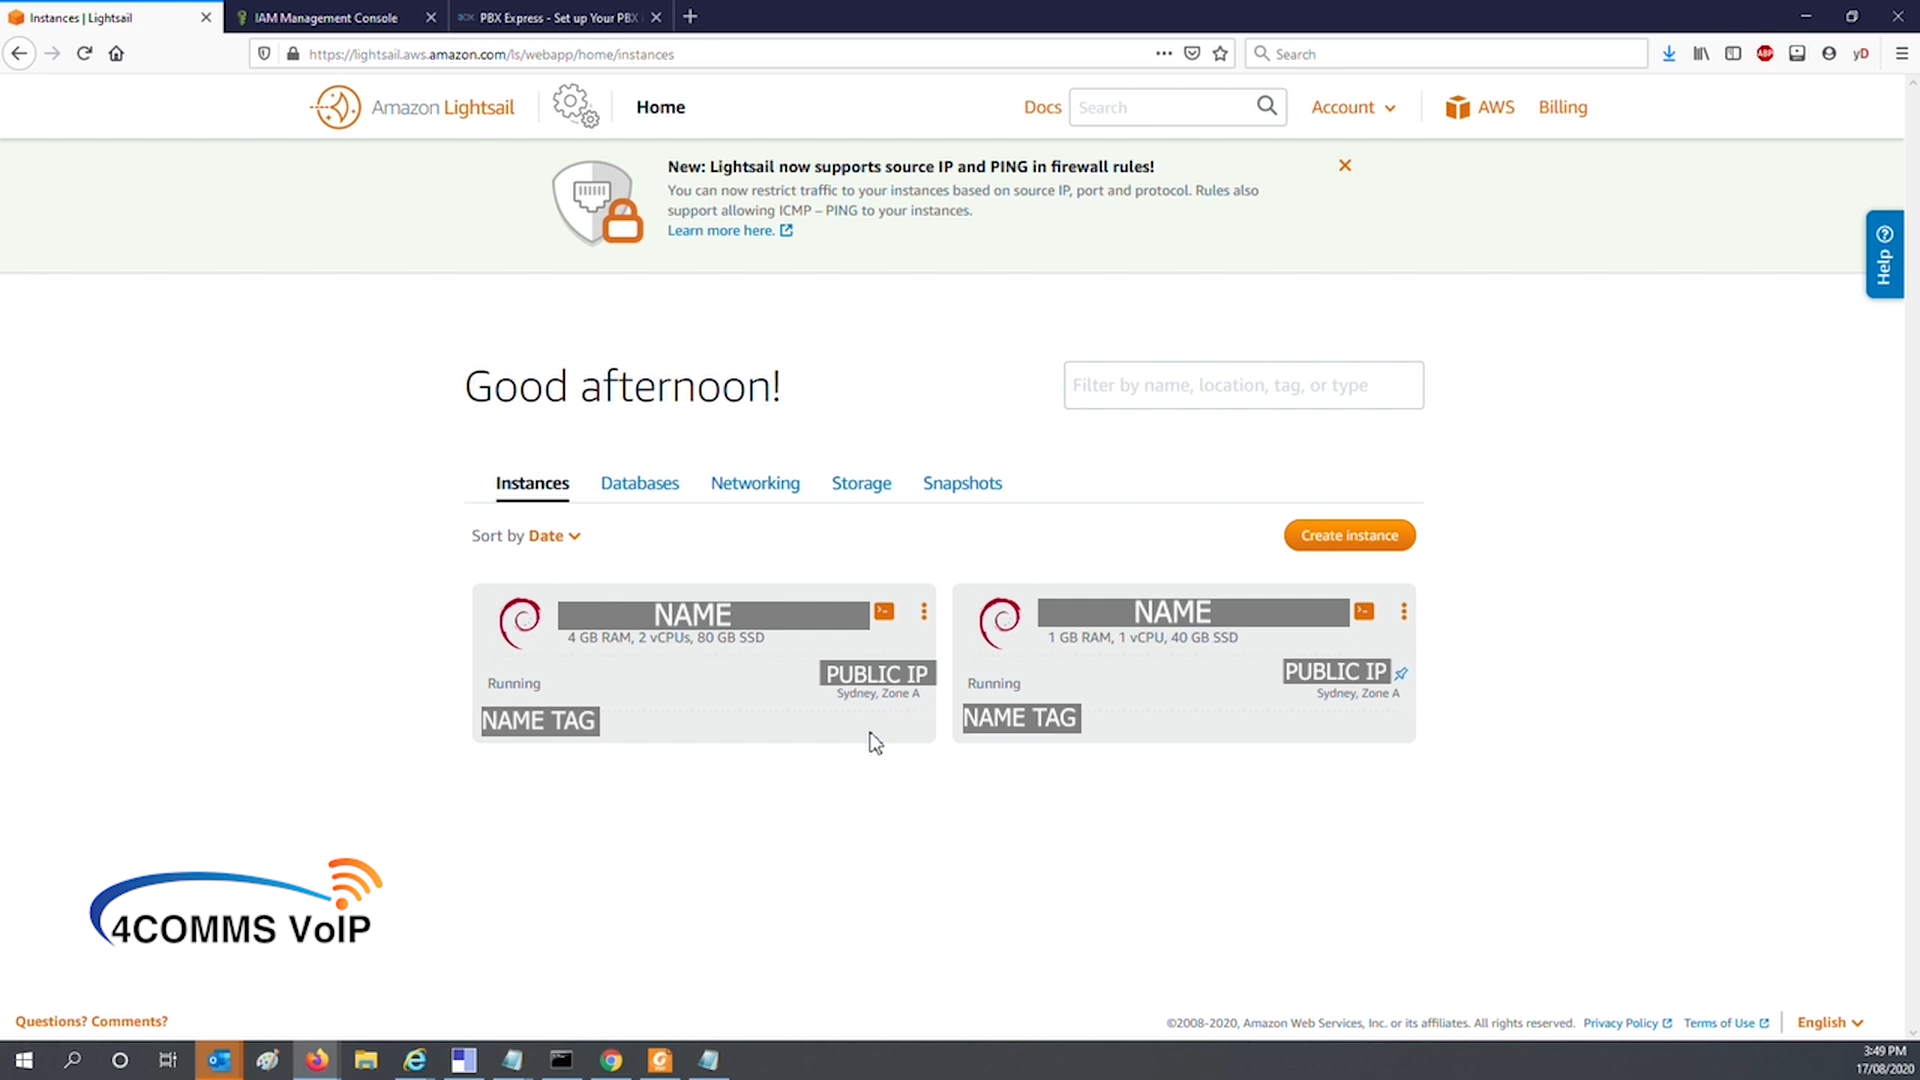 Instances | Lightsail
IAM Management Console
3CX PBX Express - Set up Your PBX
https://lightsail.aws.amazon.com/ls/webapp/home/instances
Search
ABP
yD
Amazon Lightsail
Home
Docs
Search
Account
AWS
Billing
New: Lightsail now supports source IP and PING in firewall rules!
You can now restrict traffic to your instances based on source IP, port and protocol. Rules also
support allowing ICMP – PING to your instances.
Learn more here.
Help
Good afternoon!
Filter by name, location, tag, or type
Instances
Databases
Networking
Storage
Snapshots
Sort by Date
Create instance
NAME
4 GB RAM, 2 vCPUs, 80 GB SSD
PUBLIC IP
Running
Sydney, Zone A
NAME TAG
NAME
1 GB RAM, 1 vCPU, 40 GB SSD
PUBLIC IP
Running
Sydney, Zone A
NAME TAG
4COMMS VoIP
Questions? Comments?
©2008-2020, Amazon Web Services, Inc. or its affiliates. All rights reserved.
Privacy Policy
Terms of Use
English
3:49 PM
17/08/2020